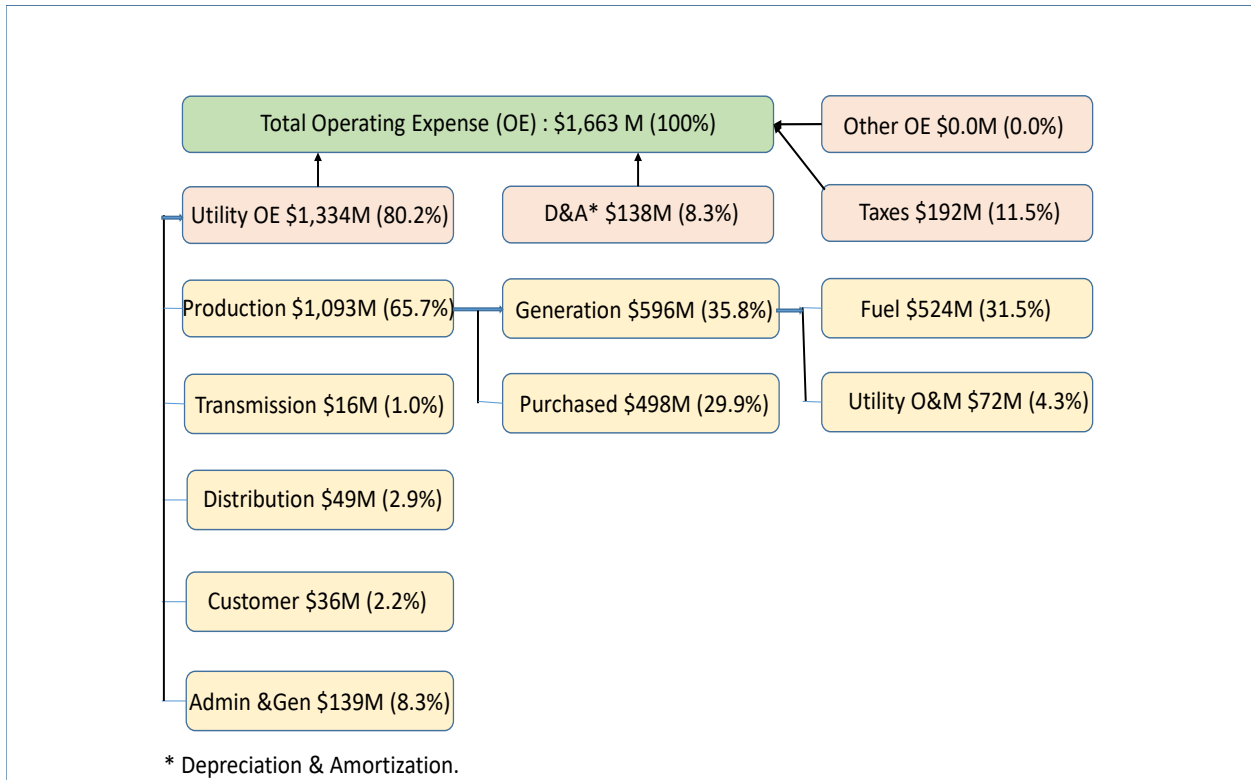 Total Operating Expense (OE) : $1,663 M (100%)
Other OE $0.0M (0.0%)
Utility OE $1,334M (80.2%)
D&A* $138M (8.3%)
Taxes $192M (11.5%)
Production $1,093M (65.7%)
Generation $596M (35.8%)
Fuel $524M (31.5%)
Transmission $16M (1.0%)
Purchased $498M (29.9%)
Utility O&M $72M (4.3%)
Distribution $49M (2.9%)
Customer $36M (2.2%)
Admin &Gen $139M (8.3%)
* Depreciation & Amortization.